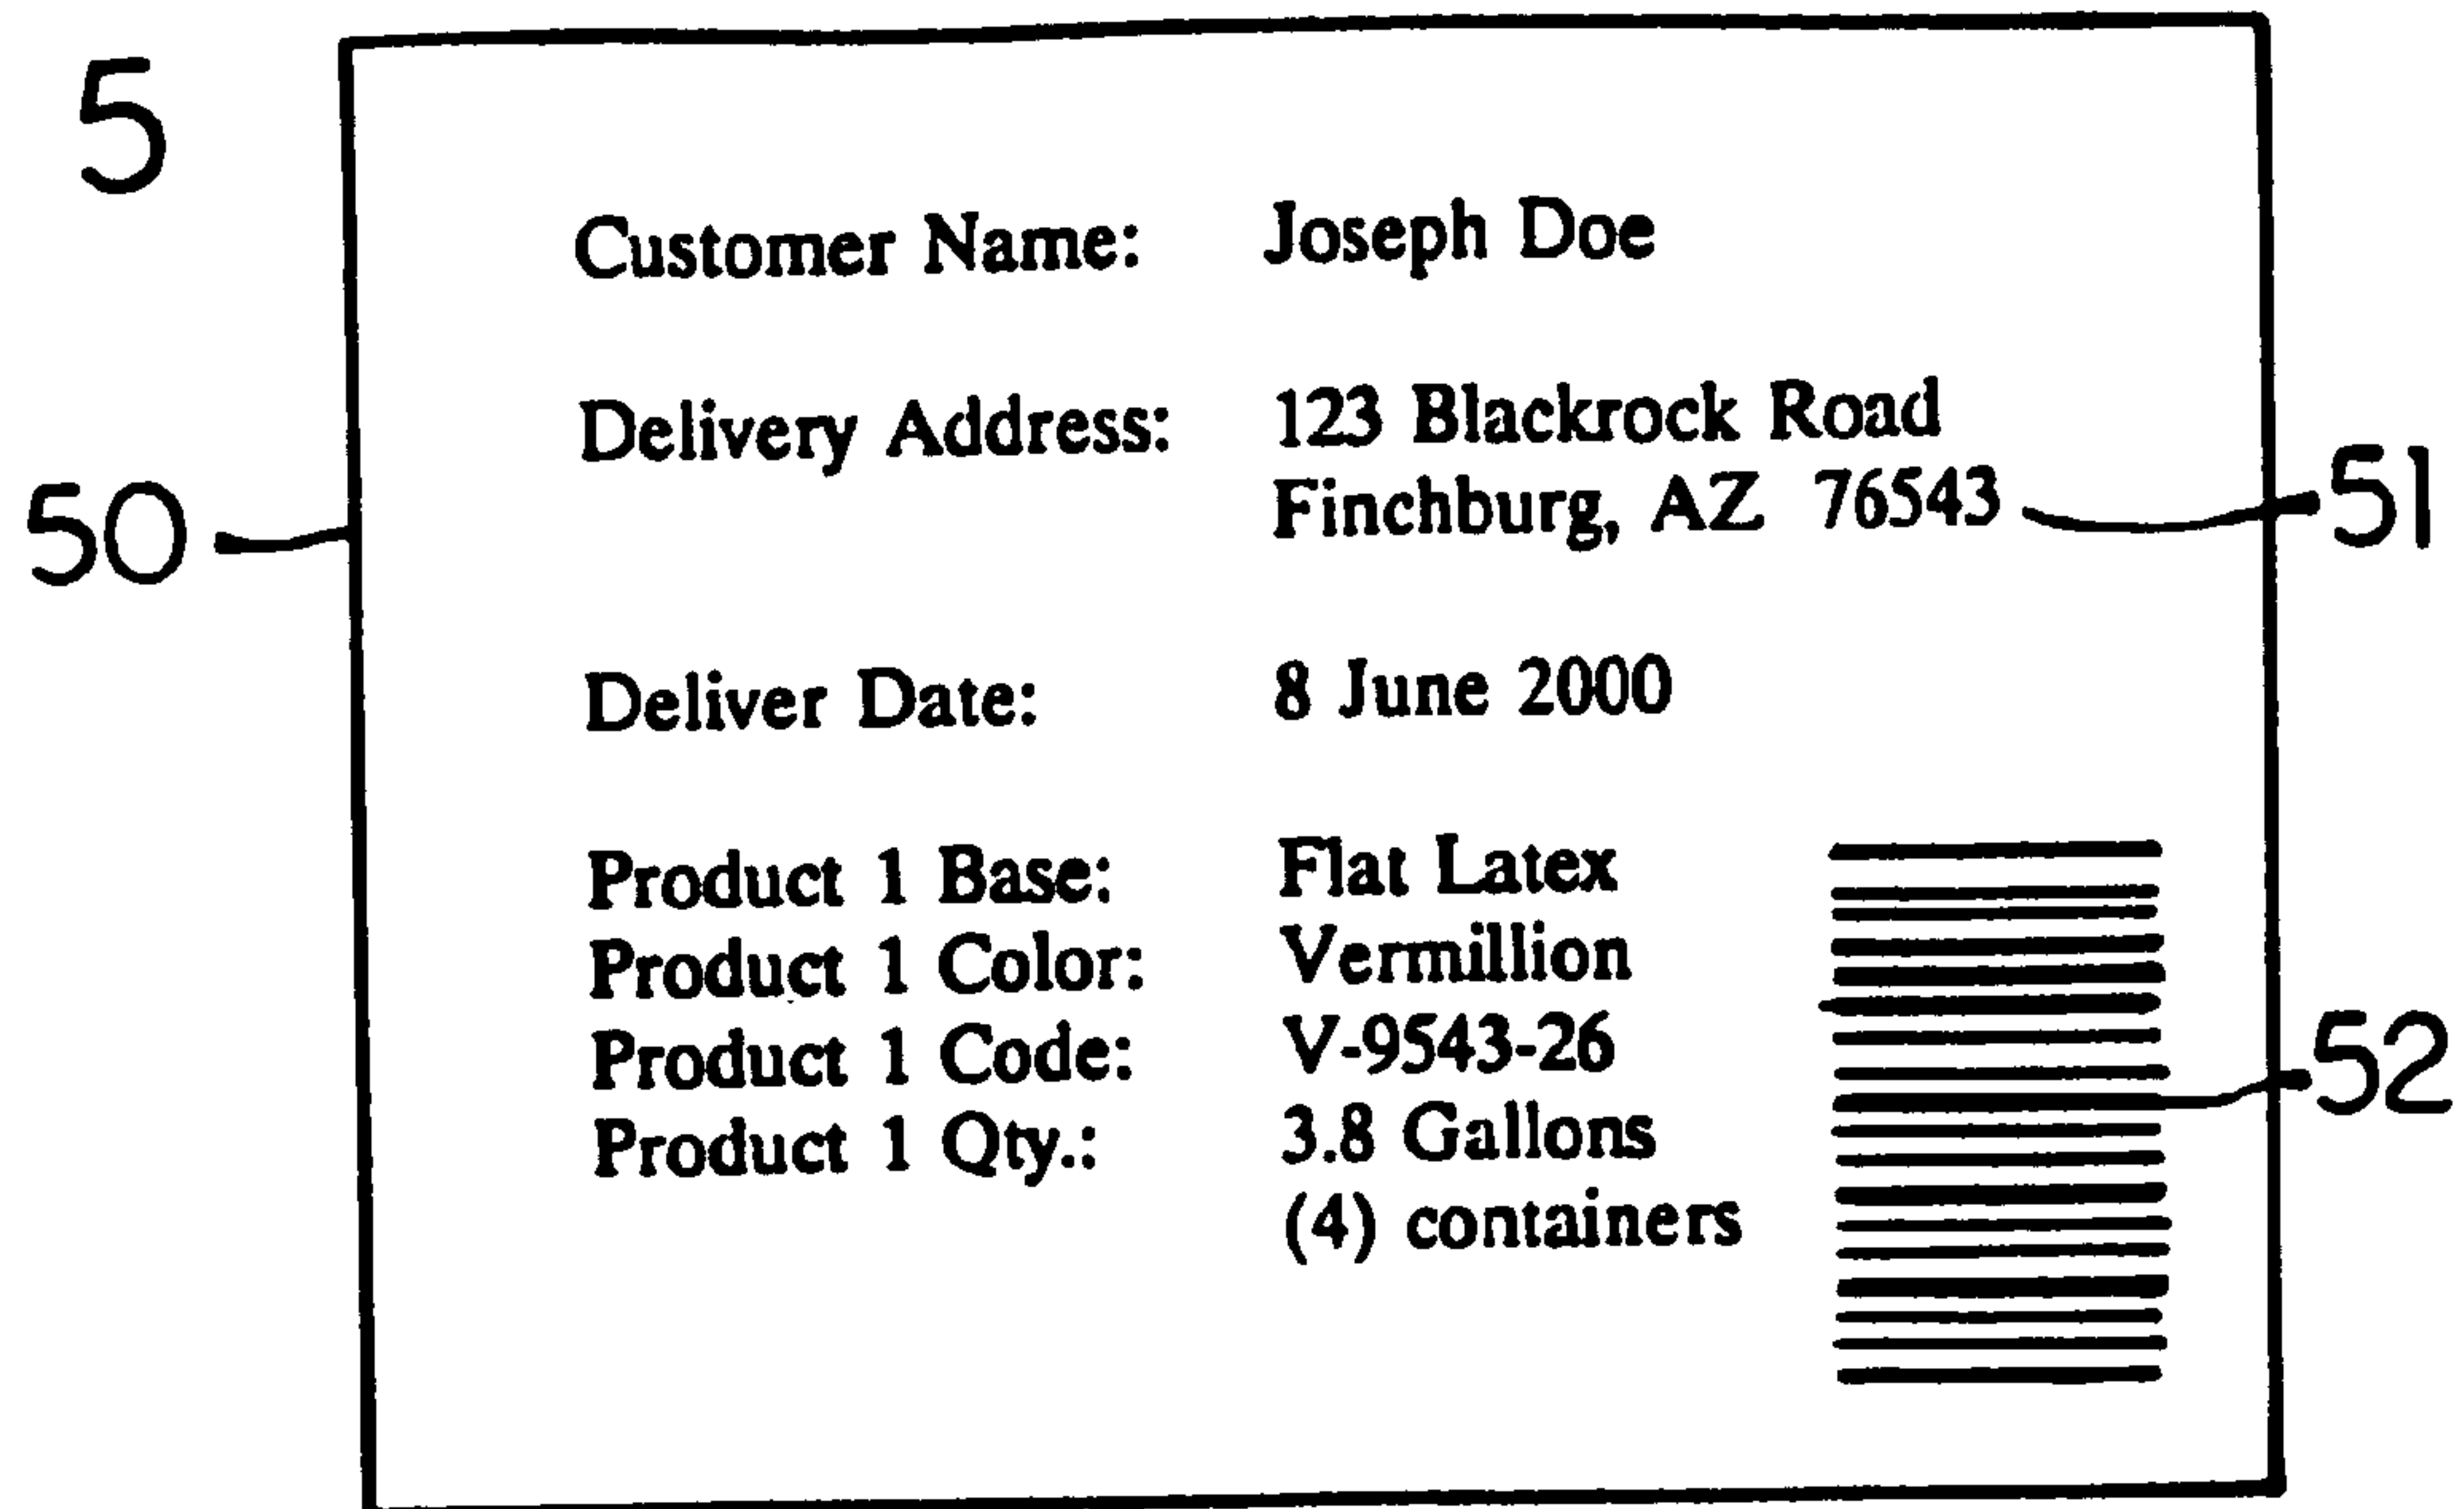 5
Customer Name: Joseph Doe
Delivery Address: 123 Blackrock Road
Finchburg, AZ 76543
50
51
Deliver Date: 8 June 2000
Product 1 Base: Flat Latex
Product 1 Color: Vermillion
Product 1 Code: V-9543-26
52
Product 1 Qty.: 3.8 Gallons
(4) containers